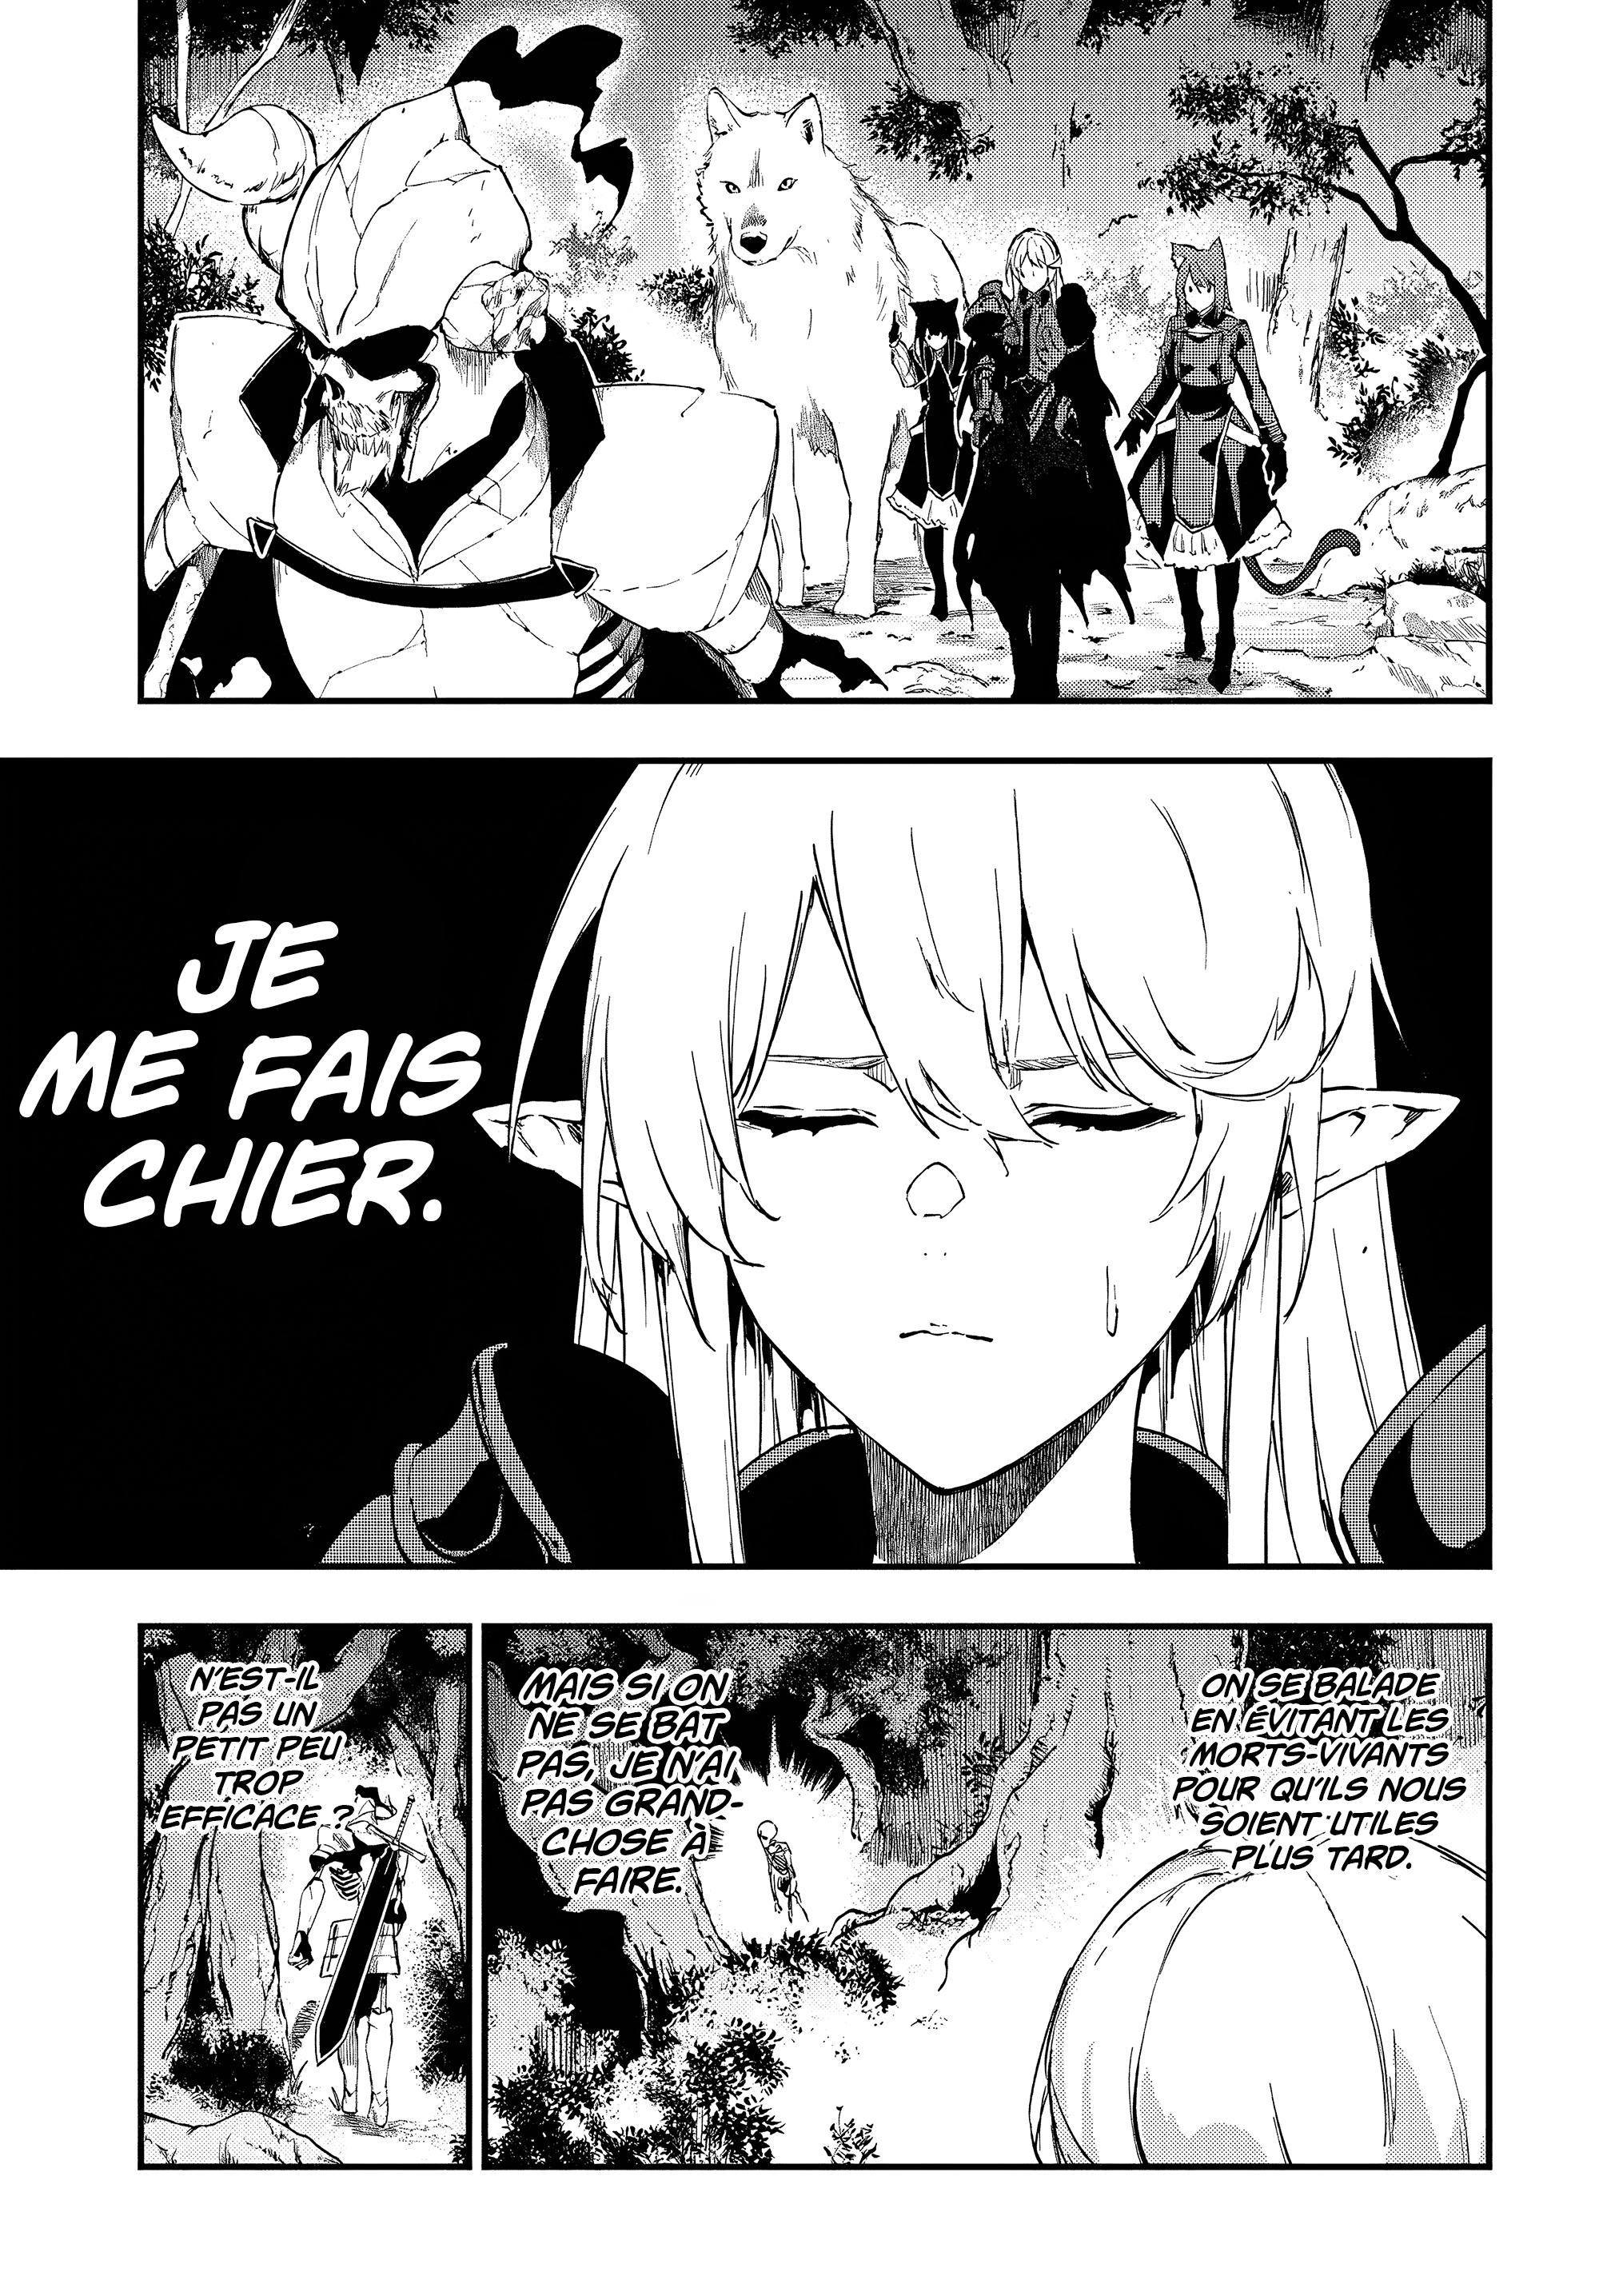 JE
ME FAIS
CHIER.
ON SE BALADE
EN ÉVITANT LES
MORTS-VIVANTS
POUR QU'ILS NOUS
SOIENT UTILES
PLUS TARD.
MAIS SI ON
NE SE BAT
PAS, JE N'AI
PAS GRAND-
CHOSE À
FAIRE.
N'EST-IL
PAS UN
PETIT PEU
TROP
EFFICACE ?